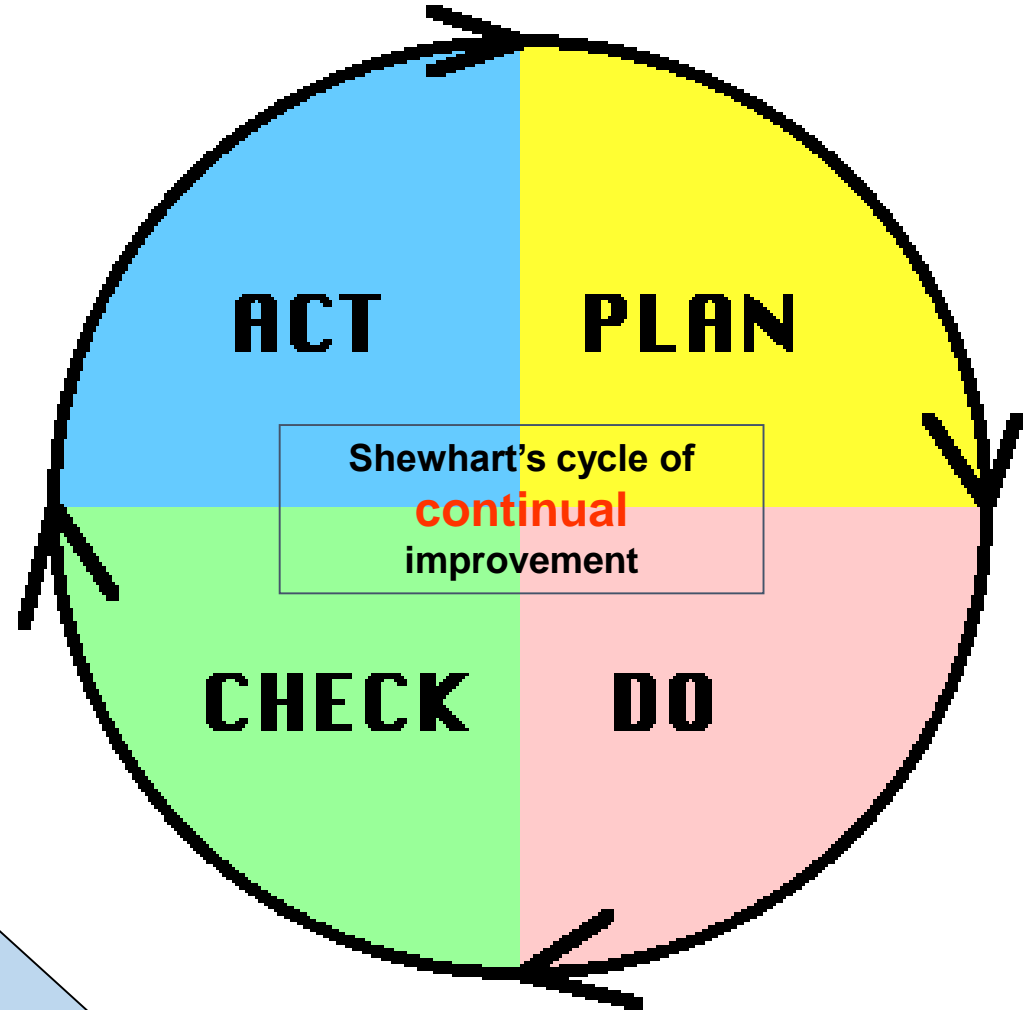 ACT PLAN
Shewhart’s cycle of
continual
improvement
CHECK DO